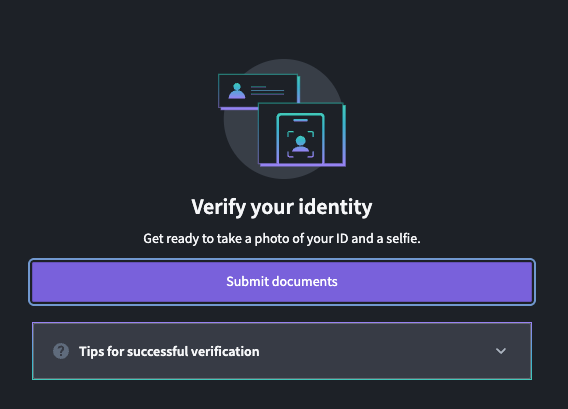 Verify your identity
Get ready to take a photo of your ID and a selfie.
Submit documents
? Tips for successful verification